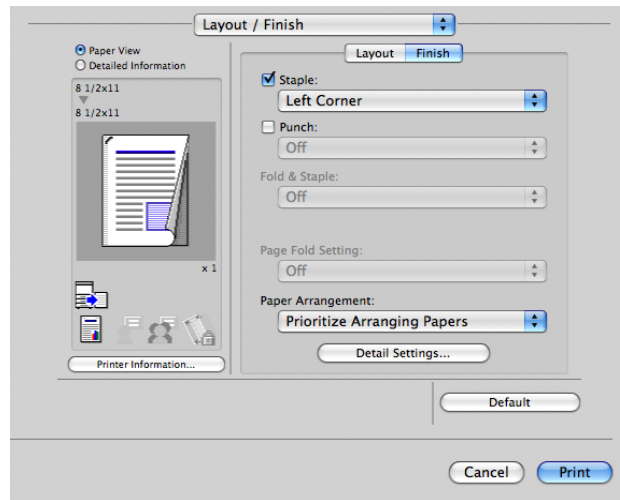 Layout / Finish
Paper View
Detailed Information
8 1/2x11
8 1/2x11
x 1
Printer Information...
Layout
Finish
Staple:
Left Corner
Punch:
Off
Fold & Staple:
Off
Page Fold Setting:
Off
Paper Arrangement:
Prioritize Arranging Papers
Detail Settings...
Default
Cancel
Print